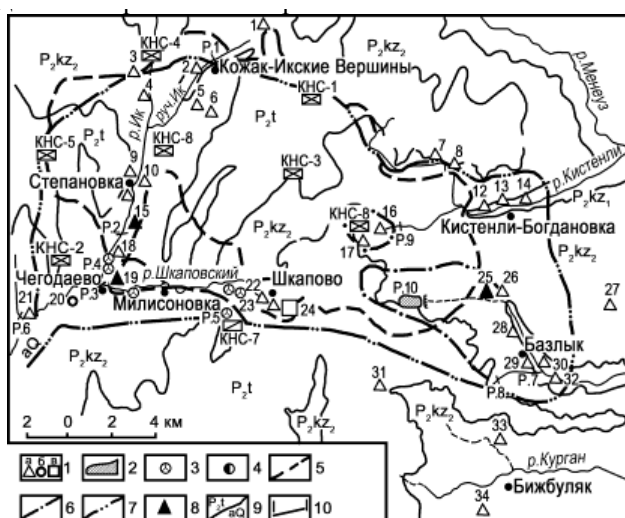 1
КНС-4
P₂kz₂
3
2
P.1
Кожак-Икские Вершины
P₂kz₂
р.Менеуз
4
р.Ик
руч.Ик
5
6
КНС-1
P₂t
P₂t
КНС-5
КНС-8
7
8
9
КНС-3
р.Кистенли
Степановка
10
12
13
14
P₂kz₁
15
P.2
P₂kz₂
КНС-8
16
Кистенли-Богдановка
КНС-2
18
17
P.9
P₂kz₂
P.4
Чегодаево
19
р.Шкаповский
Шкапово
25
26
P.10
27
21
20
P.3
Милисоновка
22
23
24
P.6
P.5
28
Базлык
aQ
P₂kz₂
КНС-7
29
30
P.7
32
P₂t
31
P.8
P₂kz₂
P₂kz₂
2 0 2 4 км
33
р.Курган
Бижбуляк
34
а б в 1
2
3
4
5
6
7
8
P₂t aQ 9
10